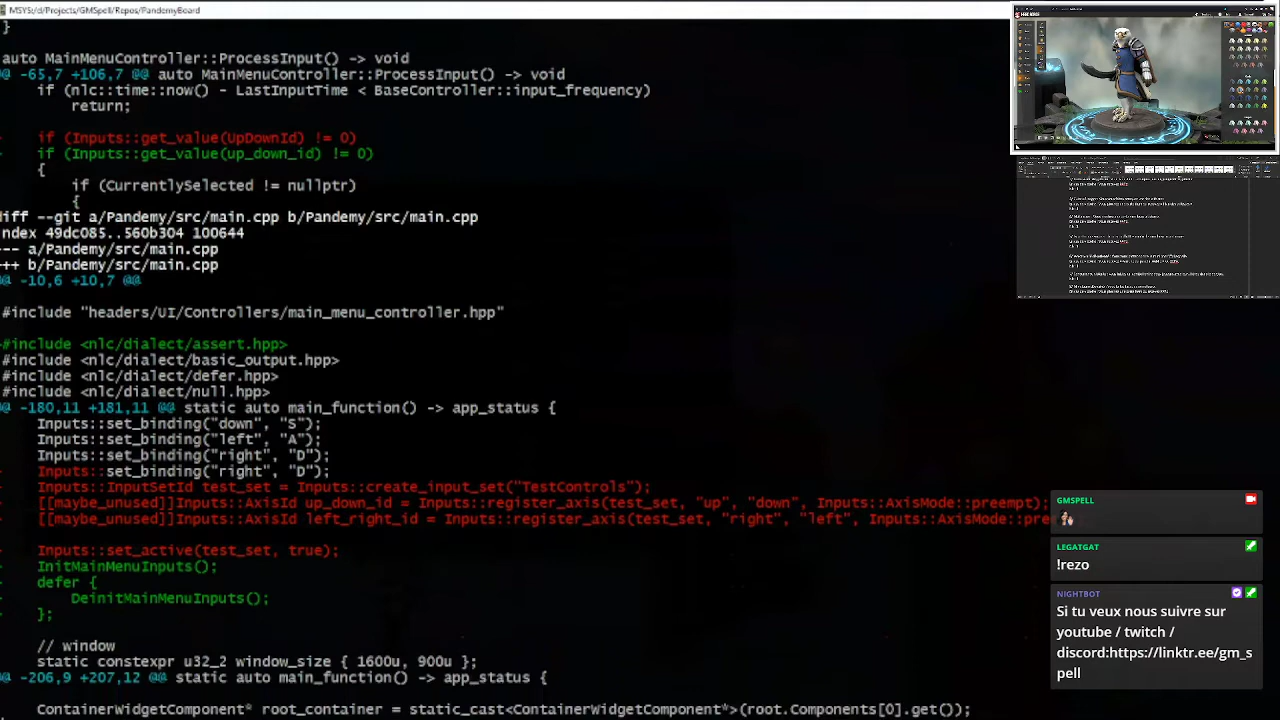 MSYS:/d/Projects/GMSpell/Repos/PandemyBoard
}
auto MainMenuController::ProcessInput() -> void
@ -65,7 +106,7 @@ auto MainMenuController::ProcessInput() -> void
if (nlc::time::now() - LastInputTime < BaseController::input_frequency)
return;
if (Inputs::get_value(UpDownId) != 0)
if (Inputs::get_value(up_down_id) != 0)
{
if (CurrentlySelected != nullptr)
{
diff --git a/Pandemy/src/main.cpp b/Pandemy/src/main.cpp
ndex 49dc085..560b304 100644
--- a/Pandemy/src/main.cpp
+++ b/Pandemy/src/main.cpp
@ -10,6 +10,7 @@
#include "headers/UI/Controllers/main_menu_controller.hpp"
#include <nlc/dialect/assert.hpp>
#include <nlc/dialect/basic_output.hpp>
#include <nlc/dialect/defer.hpp>
#include <nlc/dialect/null.hpp>
@ -180,11 +181,11 @@ static auto main_function() -> app_status {
Inputs::set_binding("down", "S");
Inputs::set_binding("left", "A");
Inputs::set_binding("right", "D");
Inputs::set_binding("right", "D");
Inputs::InputSetId test_set = Inputs::create_input_set("TestControls");
[[maybe_unused]]Inputs::AxisId up_down_id = Inputs::register_axis(test_set, "up", "down", Inputs::AxisMode::preempt);
[[maybe_unused]]Inputs::AxisId left_right_id = Inputs::register_axis(test_set, "right", "left", Inputs::AxisMode::pre
Inputs::set_active(test_set, true);
InitMainMenuInputs();
defer {
DeinitMainMenuInputs();
};
// window
static constexpr u32_2 window_size { 1600u, 900u };
@ -206,9 +207,12 @@ static auto main_function() -> app_status {
ContainerWidgetComponent* root_container = static_cast<ContainerWidgetComponent*>(root.Components[0].get());
GMSPELL
LEGATGAT
!rezo
NIGHTBOT
Si tu veux nous suivre sur
youtube / twitch /
discord:https://linktr.ee/gm_s
pell